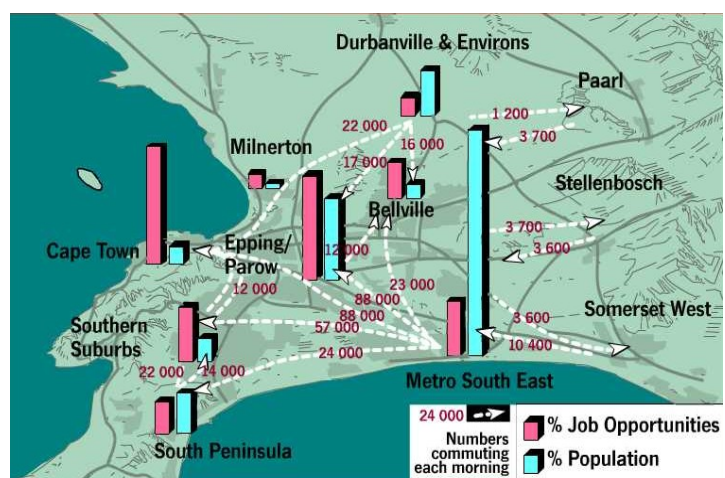 Durbanville & Environs
Paarl
1 200
22 000
3 700
16 000
Milnerton
17 000
Stellenbosch
Bellville
3 700
Cape Town
Epping/
Parow
12 000
3 600
12 000
23 000
88 000
88 000
Somerset West
3 600
Southern
Suburbs
57 000
10 400
24 000
22 000
14 000
Metro South East
South Peninsula
24 000
Numbers
commuting
each morning
% Job Opportunities
% Population